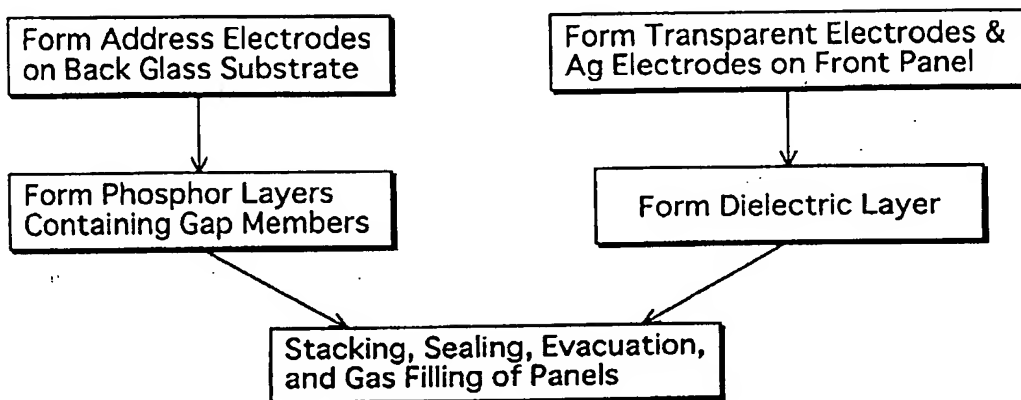 Form Address Electrodes
on Back Glass Substrate
Form Transparent Electrodes &
Ag Electrodes on Front Panel
Form Phosphor Layers
Containing Gap Members
Form Dielectric Layer
Stacking, Sealing, Evacuation,
and Gas Filling of Panels